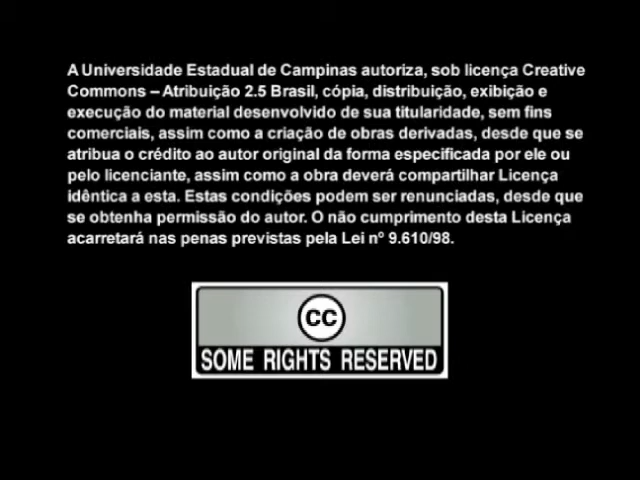 A Universidade Estadual de Campinas autoriza, sob licença Creative
Commons – Atribuição 2.5 Brasil, cópia, distribuição, exibição e
execução do material desenvolvido de sua titularidade, sem fins
comerciais, assim como a criação de obras derivadas, desde que se
atribua o crédito ao autor original da forma especificada por ele ou
pelo licenciante, assim como a obra deverá compartilhar Licença
idêntica a esta. Estas condições podem ser renunciadas, desde que
se obtenha permissão do autor. O não cumprimento desta Licença
acarretará nas penas previstas pela Lei nº 9.610/98.
CC
SOME RIGHTS RESERVED